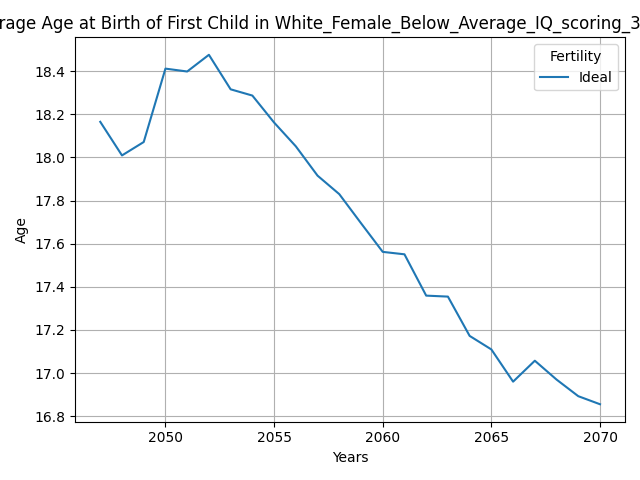 rage Age at Birth of First Child in White_Female_Below_Average_IQ_scoring_3
Fertility
Ideal
Age
18.4
18.2
18.0
17.8
17.6
17.4
17.2
17.0
16.8
2050 2055 2060 2065 2070
Years